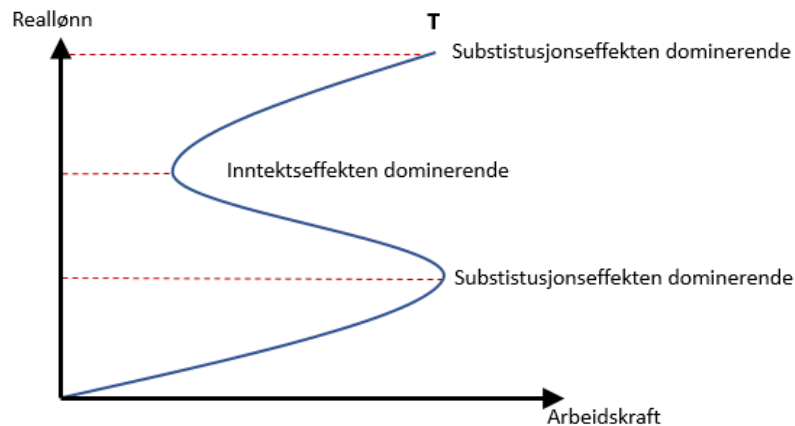 Reallønn
T
Substistusjonseffekten dominerende
Inntektseffekten dominerende
Substistusjonseffekten dominerende
Arbeidskraft